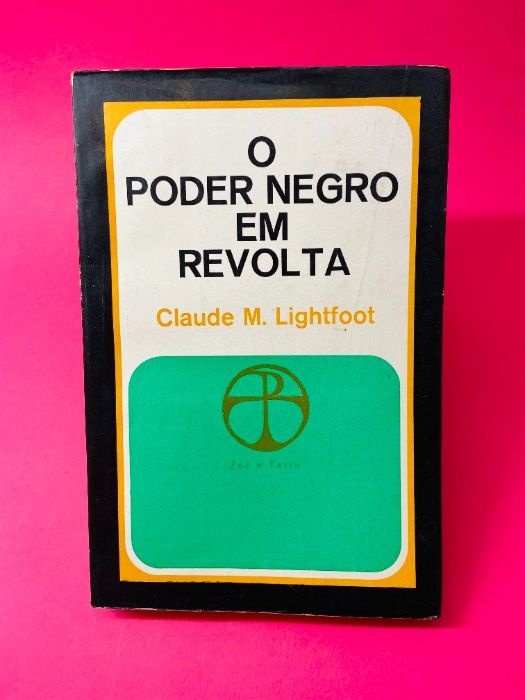 O
PODER NEGRO
EM
REVOLTA
Claude M. Lightfoot
P
Paz e Terra